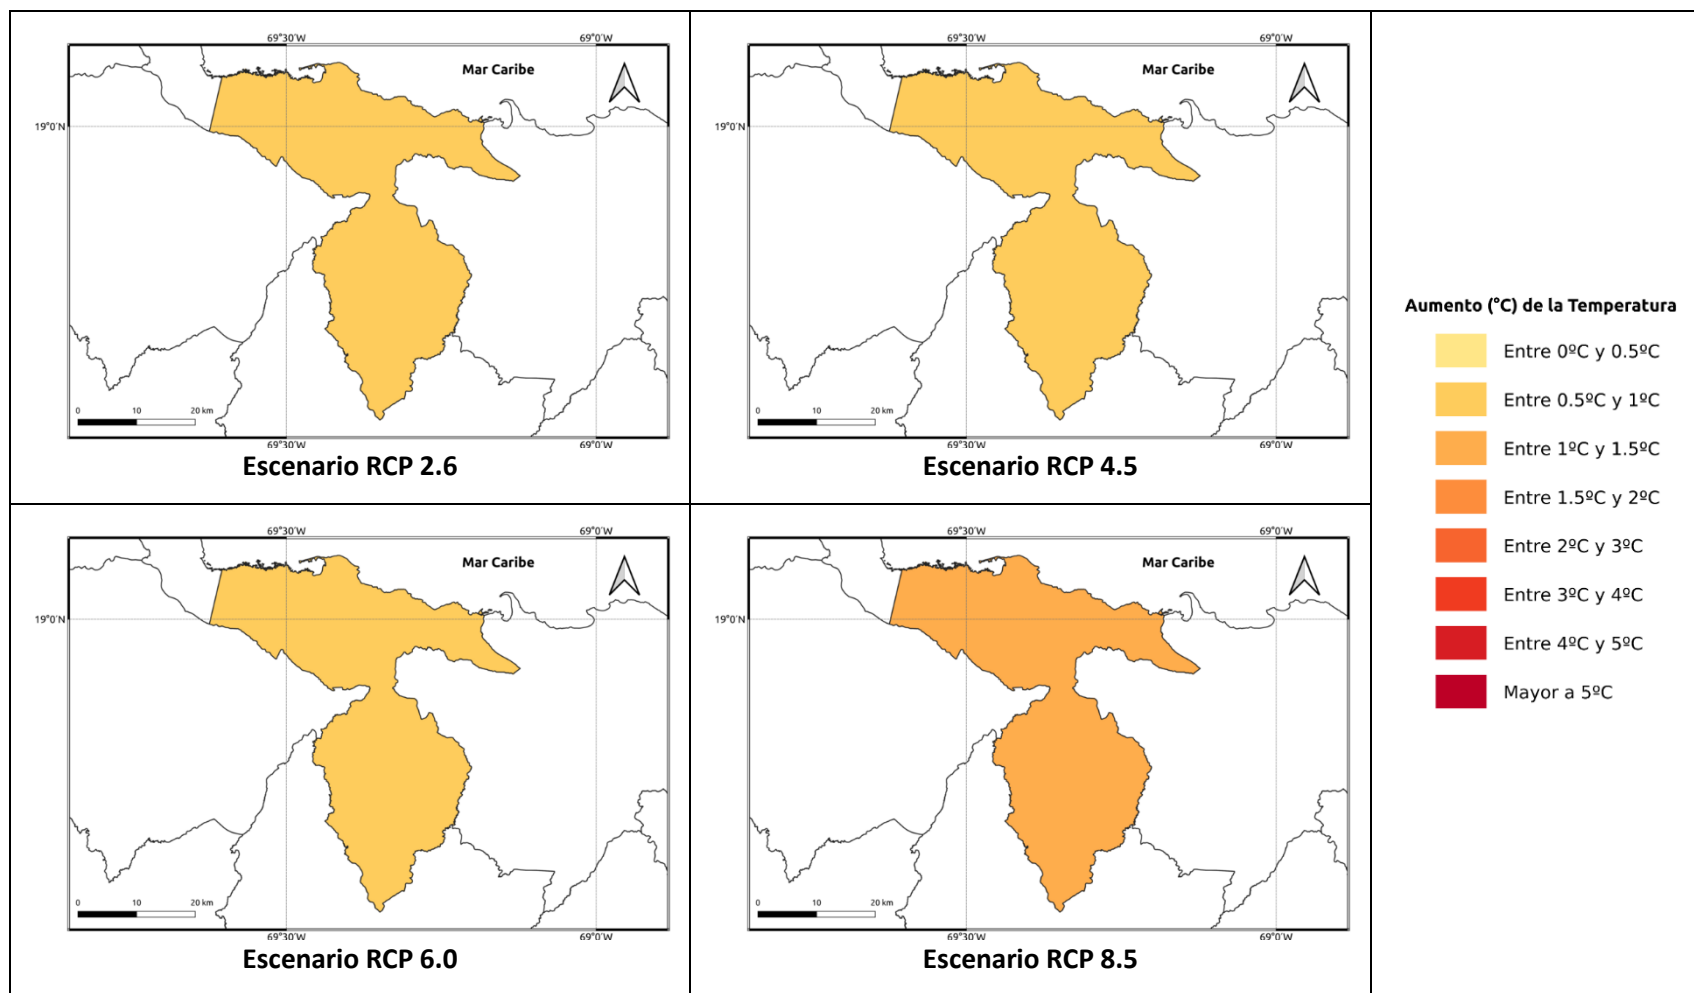 69°30'W 69°0'W
Mar Caribe
19°0'N
0 10 20 km
69°30'W 69°0'W
Escenario RCP 2.6
69°30'W 69°0'W
Mar Caribe
19°0'N
0 10 20 km
69°30'W 69°0'W
Escenario RCP 4.5
69°30'W 69°0'W
Mar Caribe
19°0'N
0 10 20 km
69°30'W 69°0'W
Escenario RCP 6.0
69°30'W 69°0'W
Mar Caribe
19°0'N
0 10 20 km
69°30'W 69°0'W
Escenario RCP 8.5
Aumento (°C) de la Temperatura
Entre 0ºC y 0.5ºC
Entre 0.5ºC y 1ºC
Entre 1ºC y 1.5ºC
Entre 1.5ºC y 2ºC
Entre 2ºC y 3ºC
Entre 3ºC y 4ºC
Entre 4ºC y 5ºC
Mayor a 5ºC